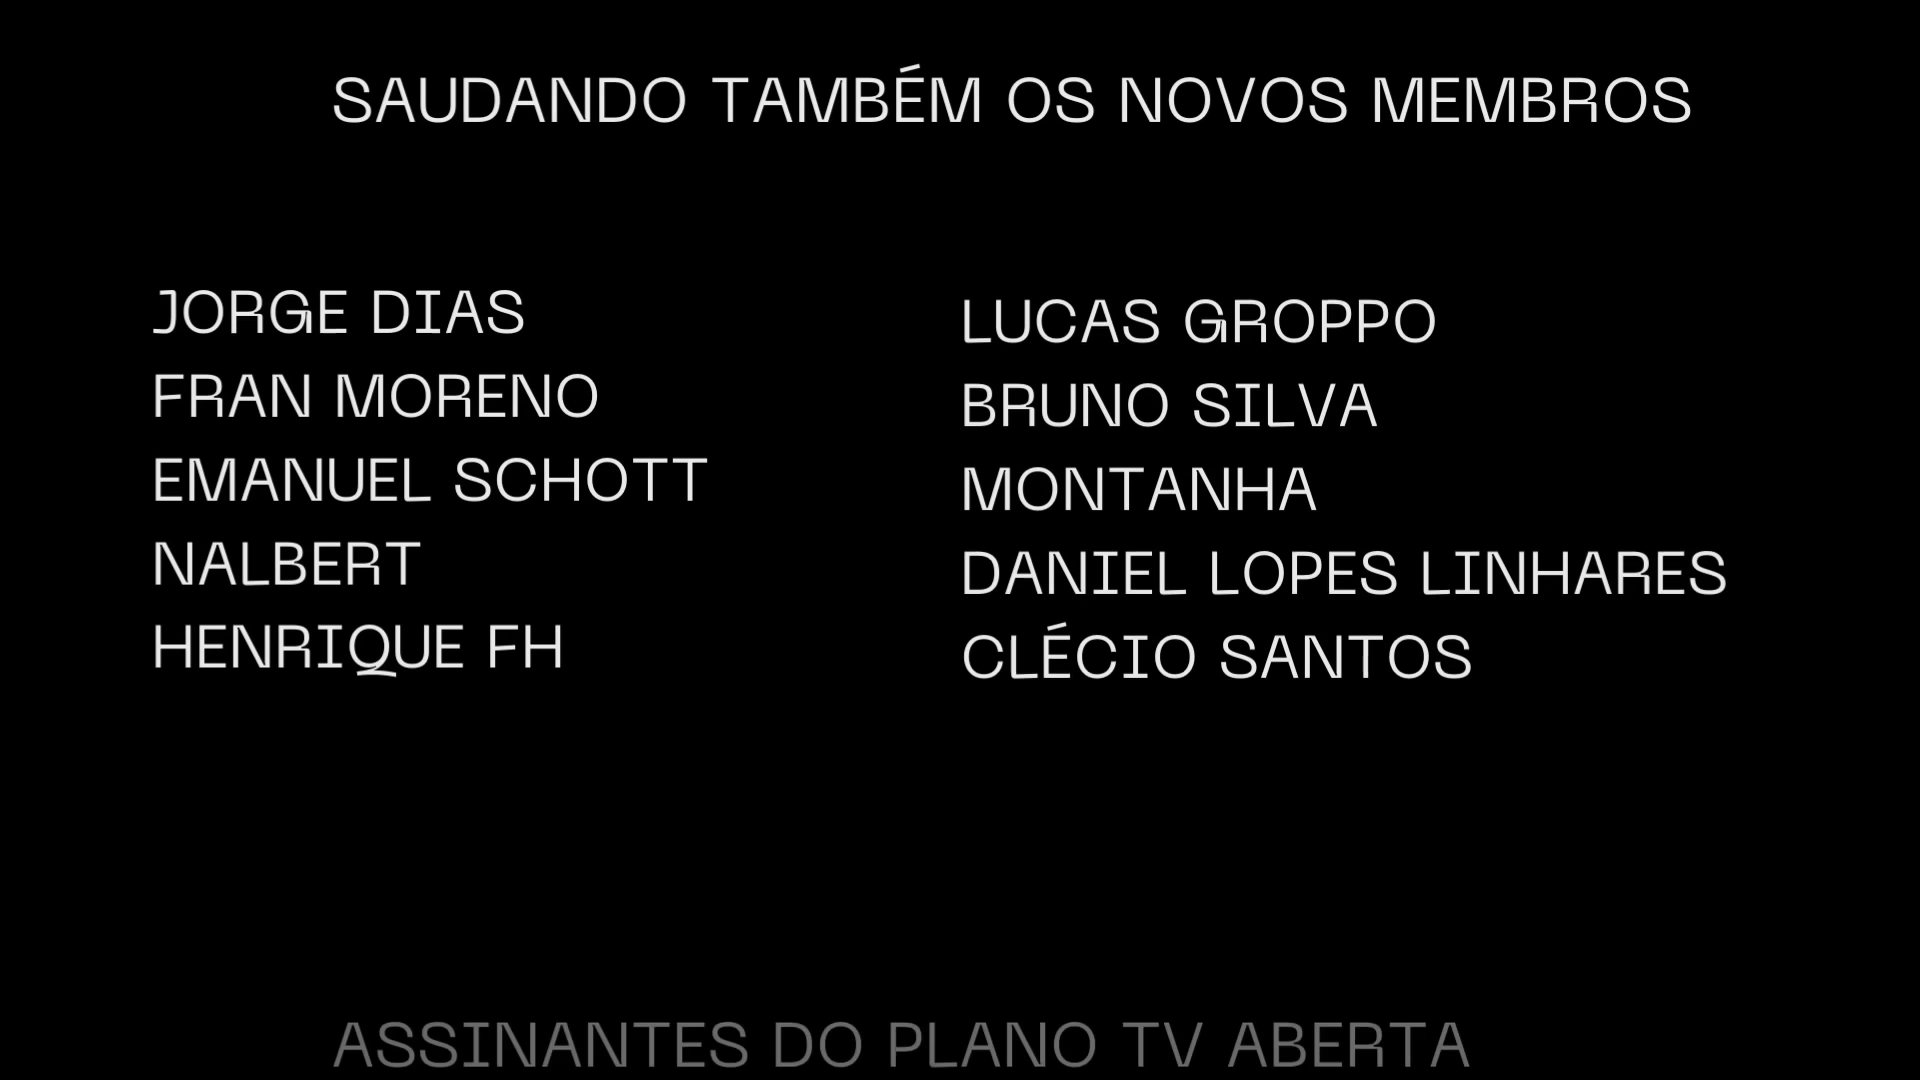 SAUDANDO TAMBÉM OS NOVOS MEMBROS
JORGE DIAS
FRAN MORENO
EMANUEL SCHOTT
NALBERT
HENRIQUE FH
LUCAS GROPPO
BRUNO SILVA
MONTANHA
DANIEL LOPES LINHARES
CLÉCIO SANTOS
ASSINANTES DO PLANO TV ABERTA